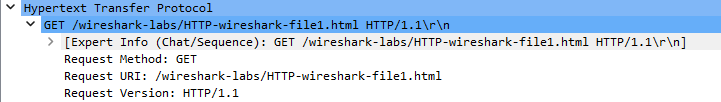 Hypertext Transfer Protocol
GET /wireshark-labs/HTTP-wireshark-file1.html HTTP/1.1\r\n
[Expert Info (Chat/Sequence): GET /wireshark-labs/HTTP-wireshark-file1.html HTTP/1.1\r\n]
Request Method: GET
Request URI: /wireshark-labs/HTTP-wireshark-file1.html
Request Version: HTTP/1.1